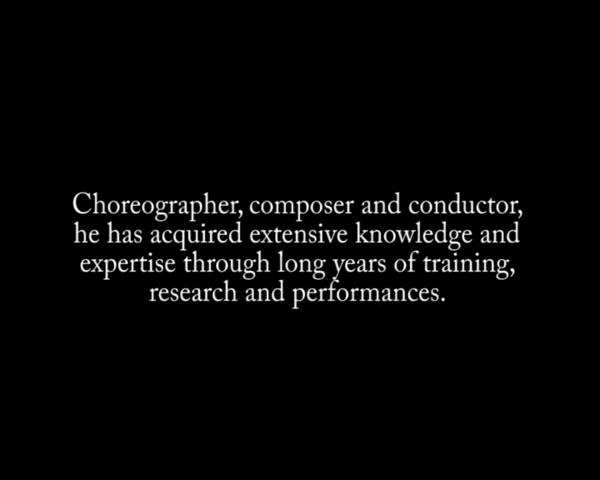 Choreographer, composer and conductor,
he has acquired extensive knowledge and
expertise through long years of training,
research and performances.